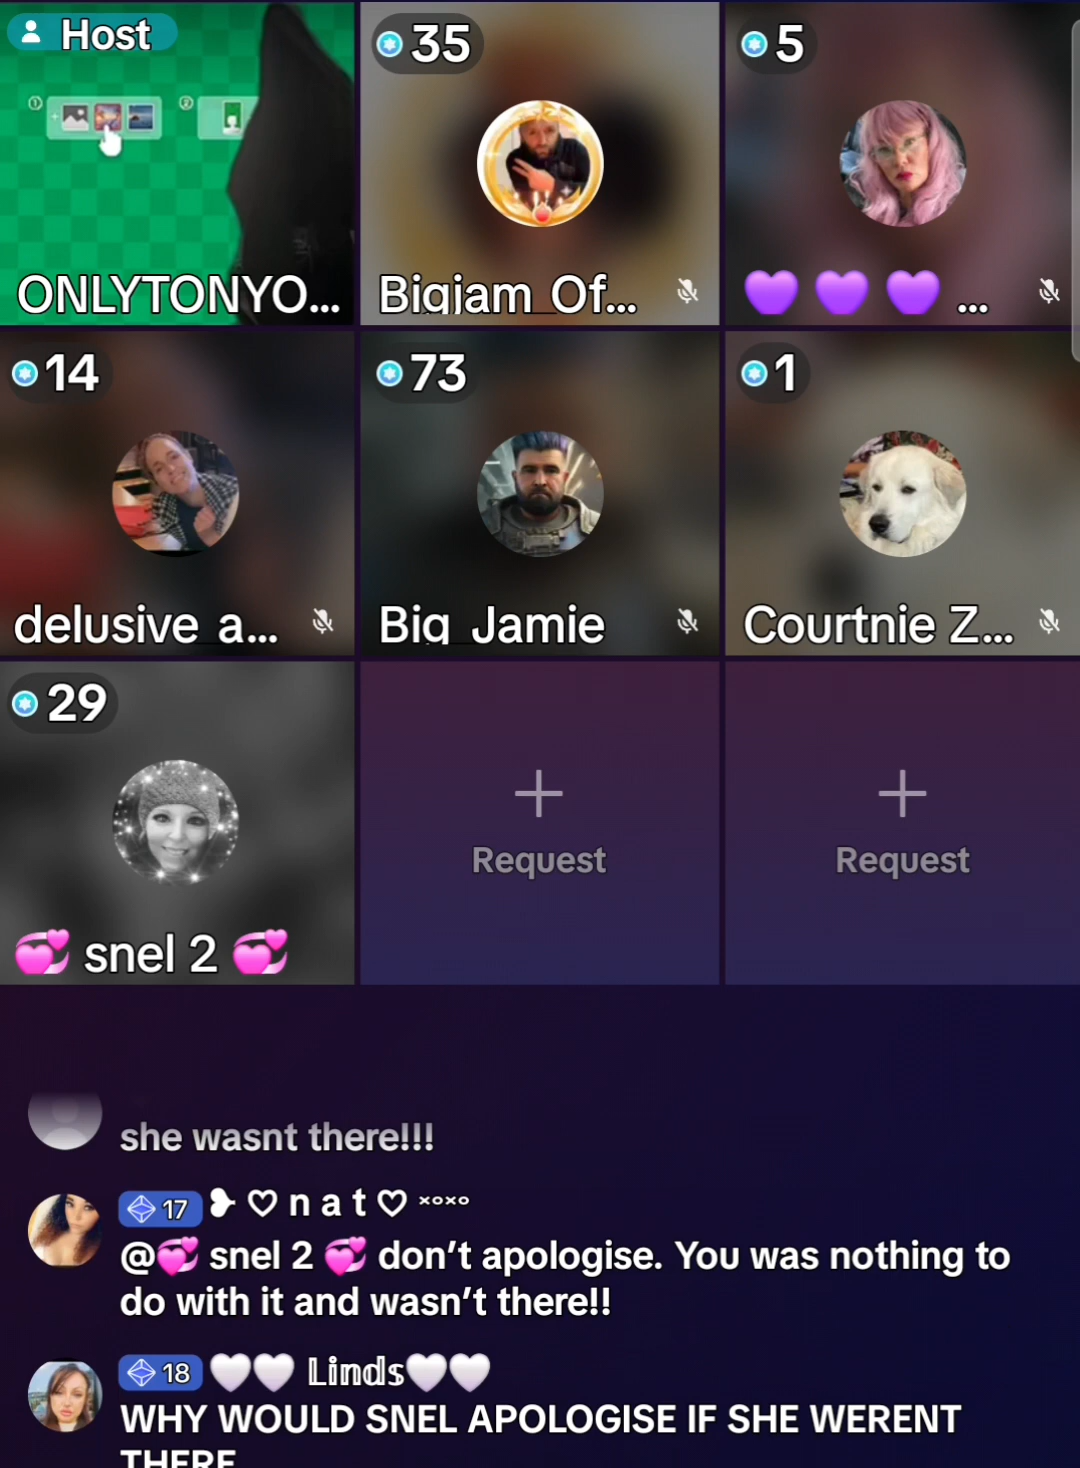 Host
35
5
ONLYTONYO...
Bigjam_Of...
💜 💜 💜 ...
14
73
1
delusive_a...
Big_Jamie
Courtnie Z...
29
Request
Request
💞 snel 2 💞
she wasnt there!!!
17 ❥ ♡ n a t ♡ ˣᵒˣᵒ
@💞 snel 2 💞 don’t apologise. You was nothing to
do with it and wasn’t there!!
18 🤍🤍 𝕃𝕚𝕟𝕕𝕤🤍🤍
WHY WOULD SNEL APOLOGISE IF SHE WERENT
THERE